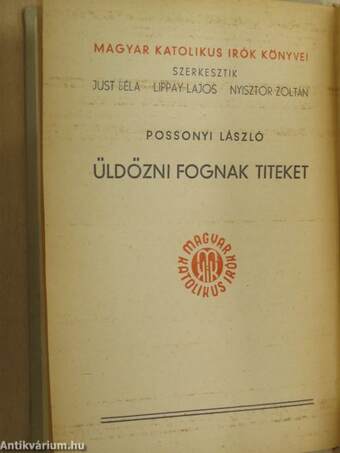 MAGYAR KATOLIKUS IRÓK KÖNYVEI
SZERKESZTIK
JUST BÉLA · LIPPAY LAJOS · NYISZTOR ZOLTÁN
POSSONYI LÁSZLÓ
ÜLDÖZNI FOGNAK TITEKET
MAGYAR
KATOLIKUS IRÓK
Antikvárium.hu